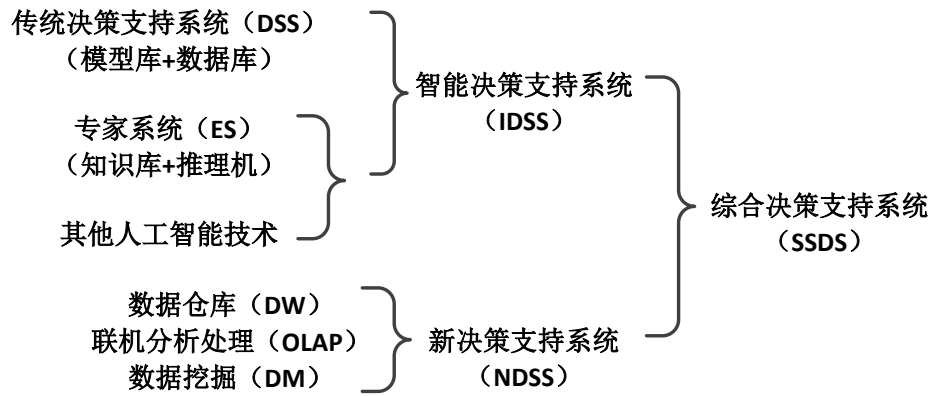 传统决策支持系统（DSS）
（模型库+数据库）
智能决策支持系统
（IDSS）
专家系统（ES）
（知识库+推理机）
其他人工智能技术
综合决策支持系统
（SSDS）
数据仓库（DW）
联机分析处理（OLAP）
数据挖掘（DM）
新决策支持系统
（NDSS）